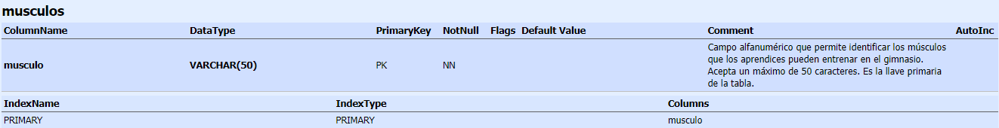 musculos
ColumnName DataType PrimaryKey NotNull Flags Default Value Comment AutoInc
musculo VARCHAR(50) PK NN Campo alfanumérico que permite identificar los músculos
que los aprendices pueden entrenar en el gimnasio.
Acepta un máximo de 50 caracteres. Es la llave primaria
de la tabla.
IndexName IndexType Columns
PRIMARY PRIMARY musculo